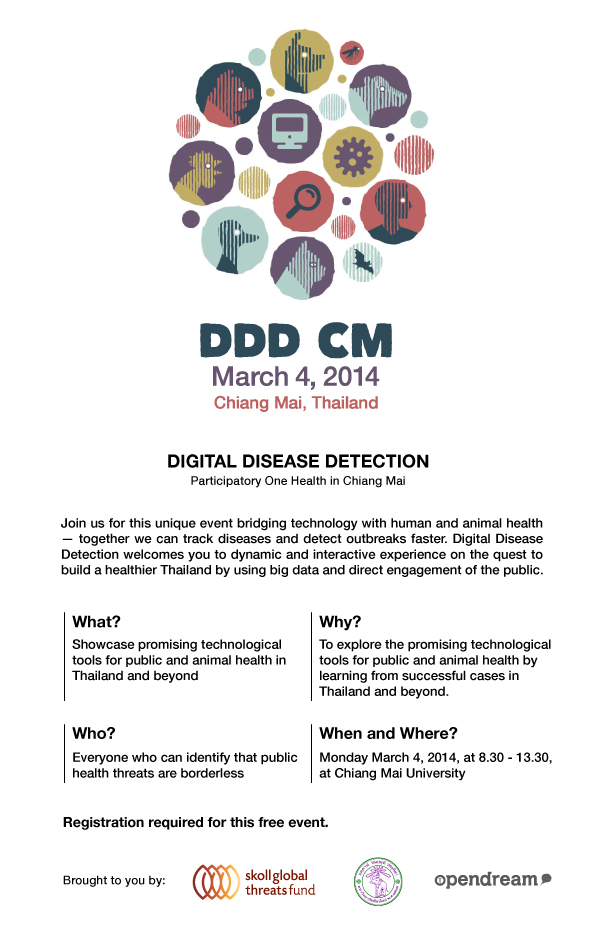 DDD CM
March 4, 2014
Chiang Mai, Thailand
DIGITAL DISEASE DETECTION
Participatory One Health in Chiang Mai
Join us for this unique event bridging technology with human and animal health
— together we can track diseases and detect outbreaks faster. Digital Disease
Detection welcomes you to dynamic and interactive experience on the quest to
build a healthier Thailand by using big data and direct engagement of the public.
What?
Showcase promising technological
tools for public and animal health in
Thailand and beyond
Why?
To explore the promising technological
tools for public and animal health by
learning from successful cases in
Thailand and beyond.
Who?
Everyone who can identify that public
health threats are borderless
When and Where?
Monday March 4, 2014, at 8.30 - 13.30,
at Chiang Mai University
Registration required for this free event.
Brought to you by:
skollglobal
threatsfund
opendream